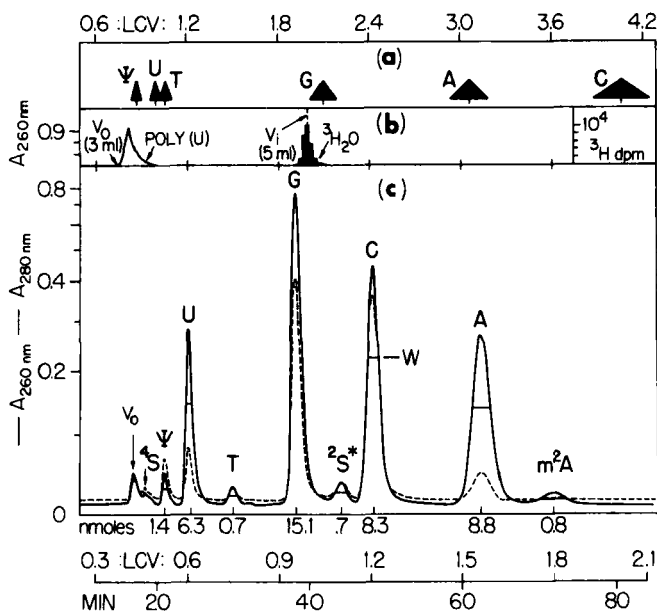 0.6 :LCV: 1.2 1.8 2.4 3.0 3.6 4.2
(a)
Ψ U T G A C
(b)
A260nm 0.9
V0 (3 ml) POLY (U)
Vi (5 ml) ³H₂O
10⁴ ³H dpm
(c)
— A260nm --- A280nm
0.8
0.4
0.2
0
V0 ⁴S Ψ U T G ²S* C W A m²A
nmoles 1.4 6.3 0.7 15.1 .7 8.3 8.8 0.8
0.3 :LCV: 0.6 0.9 1.2 1.5 1.8 2.1
MIN 20 40 60 80